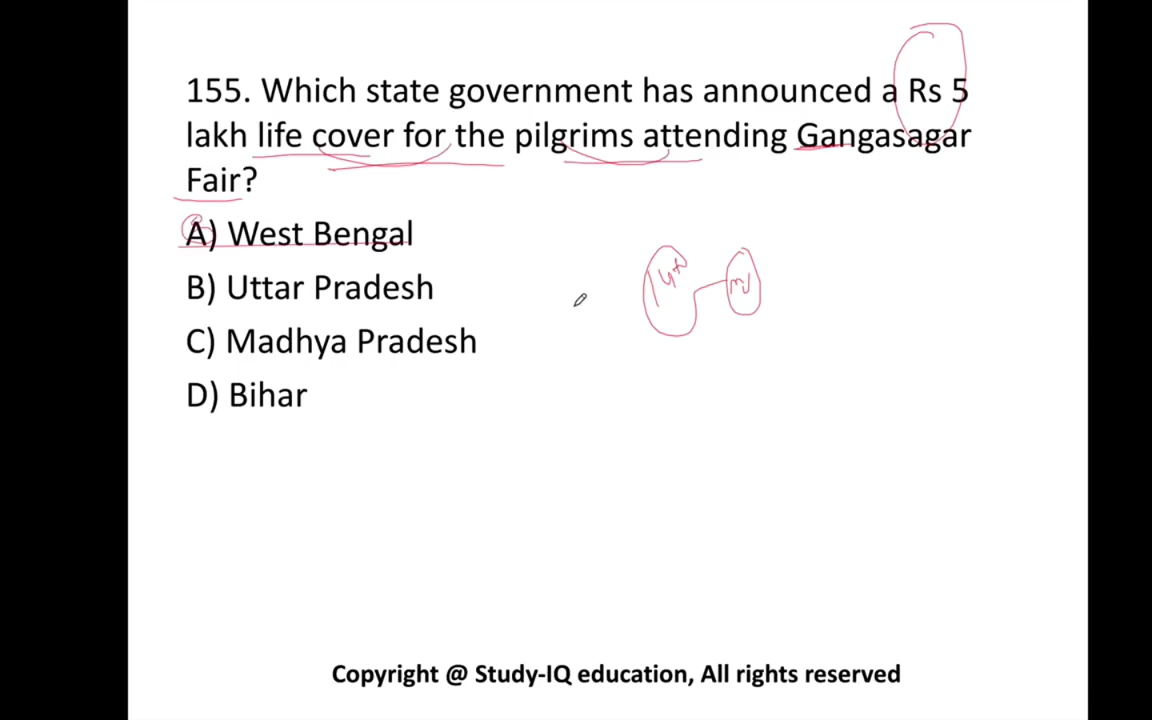 155. Which state government has announced a Rs 5
lakh life cover for the pilgrims attending Gangasagar
Fair?
A) West Bengal
B) Uttar Pradesh
C) Madhya Pradesh
D) Bihar
Copyright @ Study-IQ education, All rights reserved